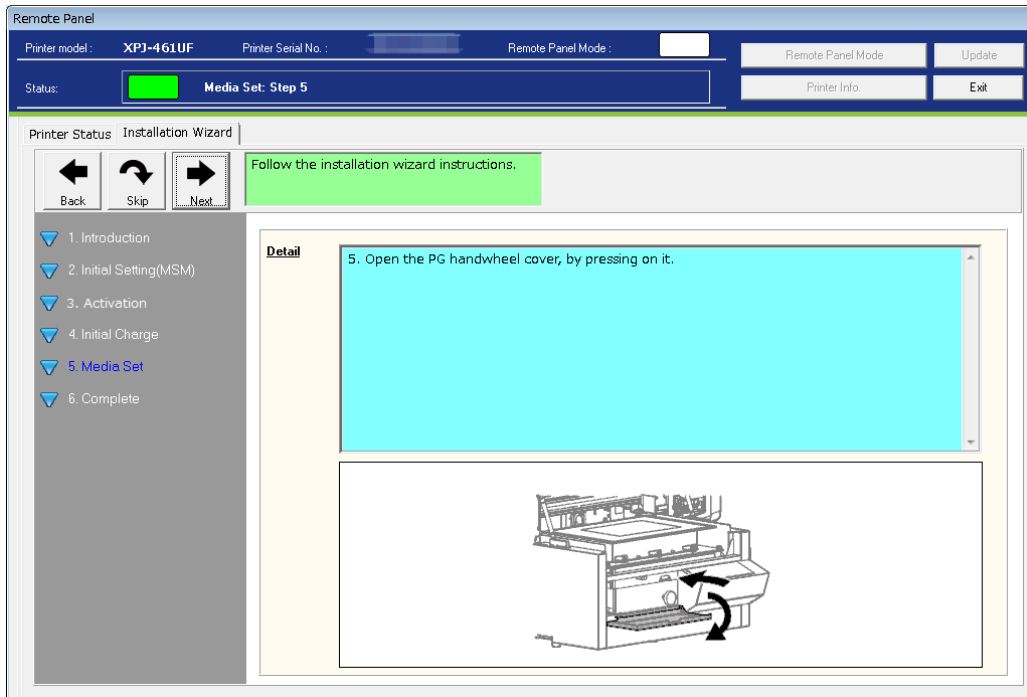 Remote Panel
Printer model : XPJ-461UF Printer Serial No. : Remote Panel Mode :
Remote Panel Mode Update
Status: Media Set: Step 5
Printer Info. Exit
Printer Status Installation Wizard
Back Skip Next
Follow the installation wizard instructions.
1. Introduction
2. Initial Setting(MSM)
3. Activation
4. Initial Charge
5. Media Set
6. Complete
Detail
5. Open the PG handwheel cover, by pressing on it.